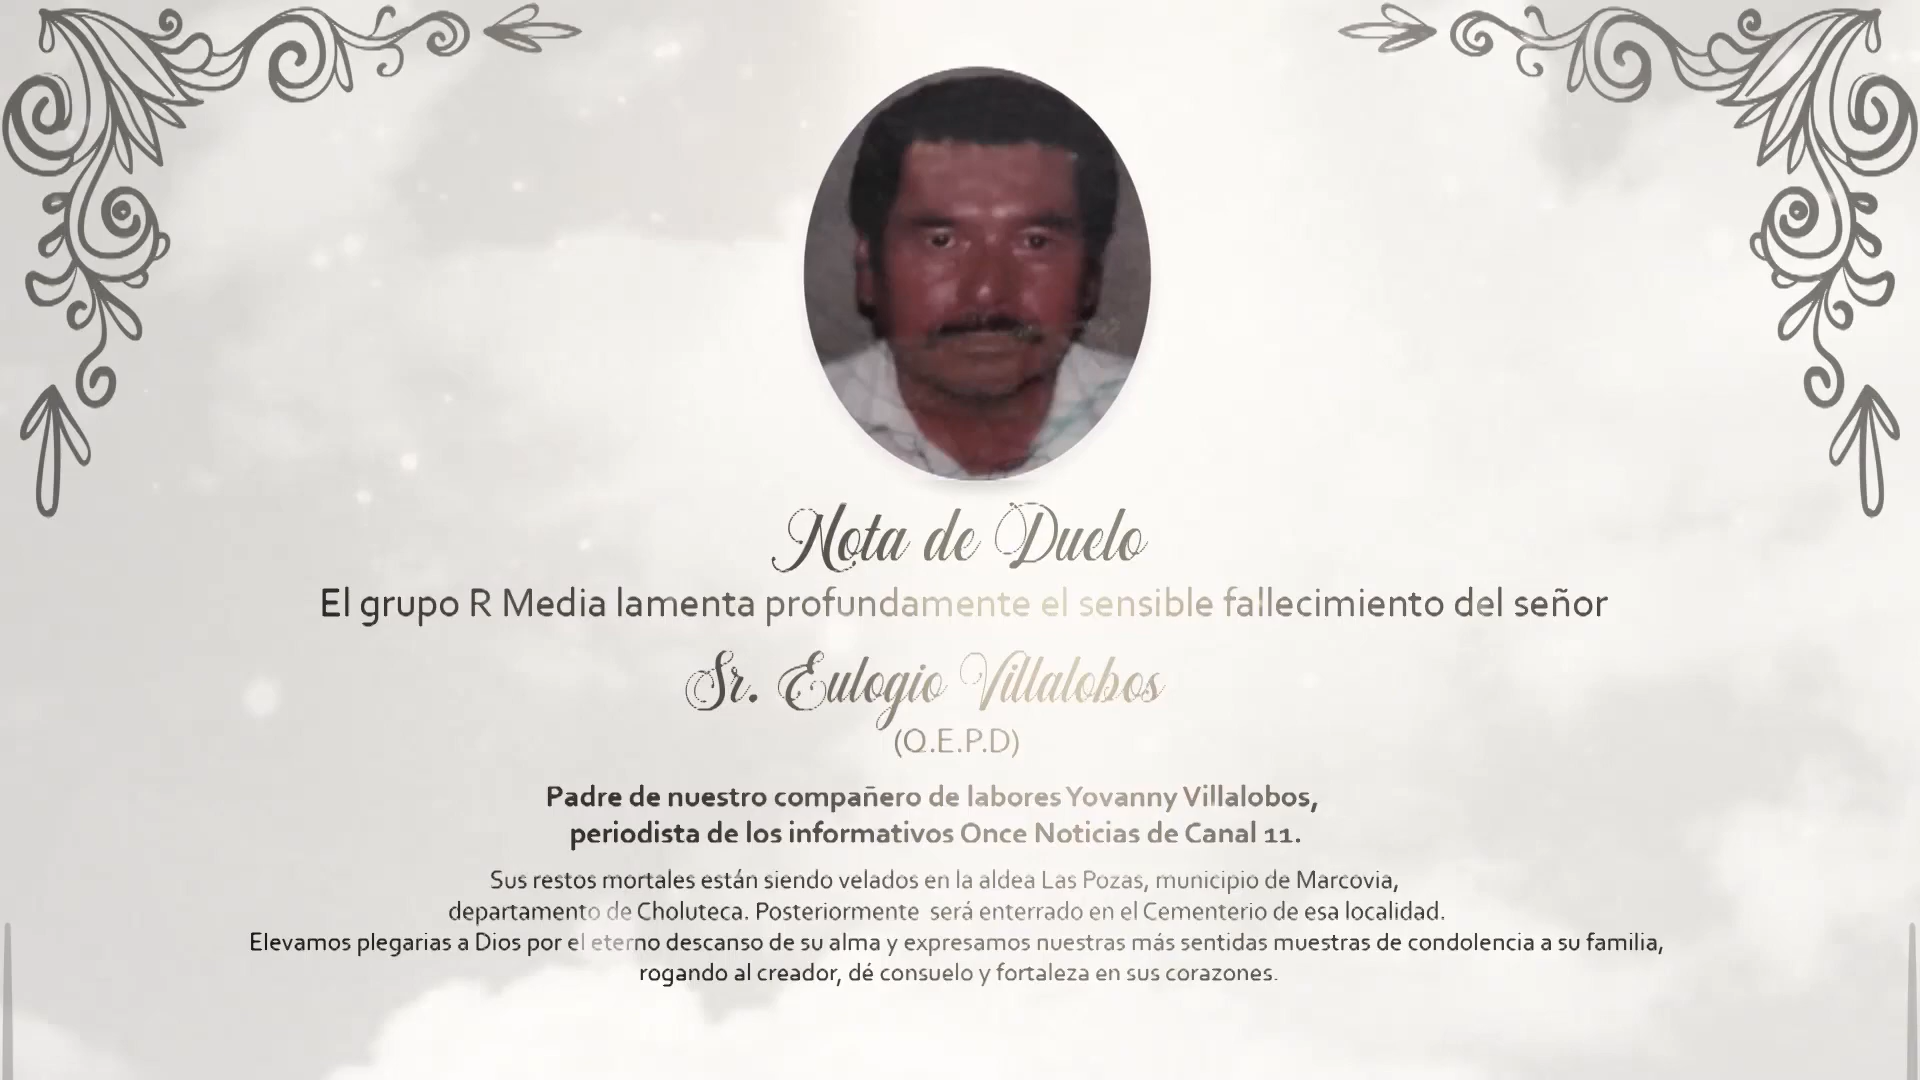 Nota de Duelo
El grupo R Media lamenta profundamente el sensible fallecimiento del señor
Sr. Eulogio Villalobos
(Q.E.P.D)
Padre de nuestro compañero de labores Yovanny Villalobos,
periodista de los informativos Once Noticias de Canal 11.
Sus restos mortales están siendo velados en la aldea Las Pozas, municipio de Marcovia,
departamento de Choluteca. Posteriormente será enterrado en el Cementerio de esa localidad.
Elevamos plegarias a Dios por el eterno descanso de su alma y expresamos nuestras más sentidas muestras de condolencia a su familia,
rogando al creador, dé consuelo y fortaleza en sus corazones.